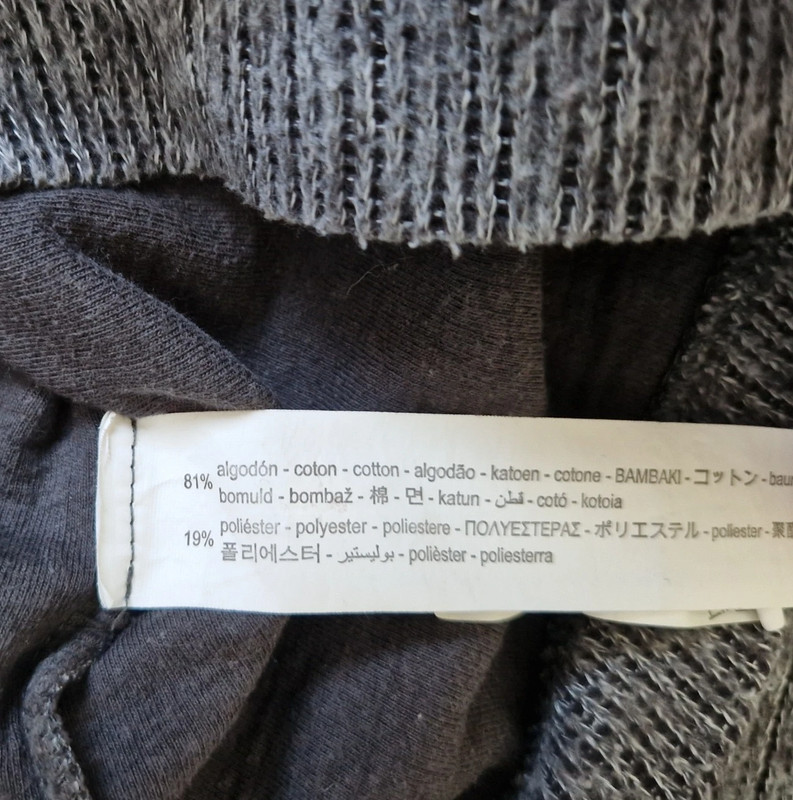 81% algodón - coton - cotton - algodão - katoen - cotone - ΒΑΜΒΑΚΙ - コットン -
bomuld - bombaž - 棉 - 면 - katun - قطن - cotó - kotoia
19% poliéster - polyester - poliestere - ΠΟΛΥΕΣΤΕΡΑΣ - ポリエステル - poliester -
폴리에스터 - بوليستير - polièster - poliesterra